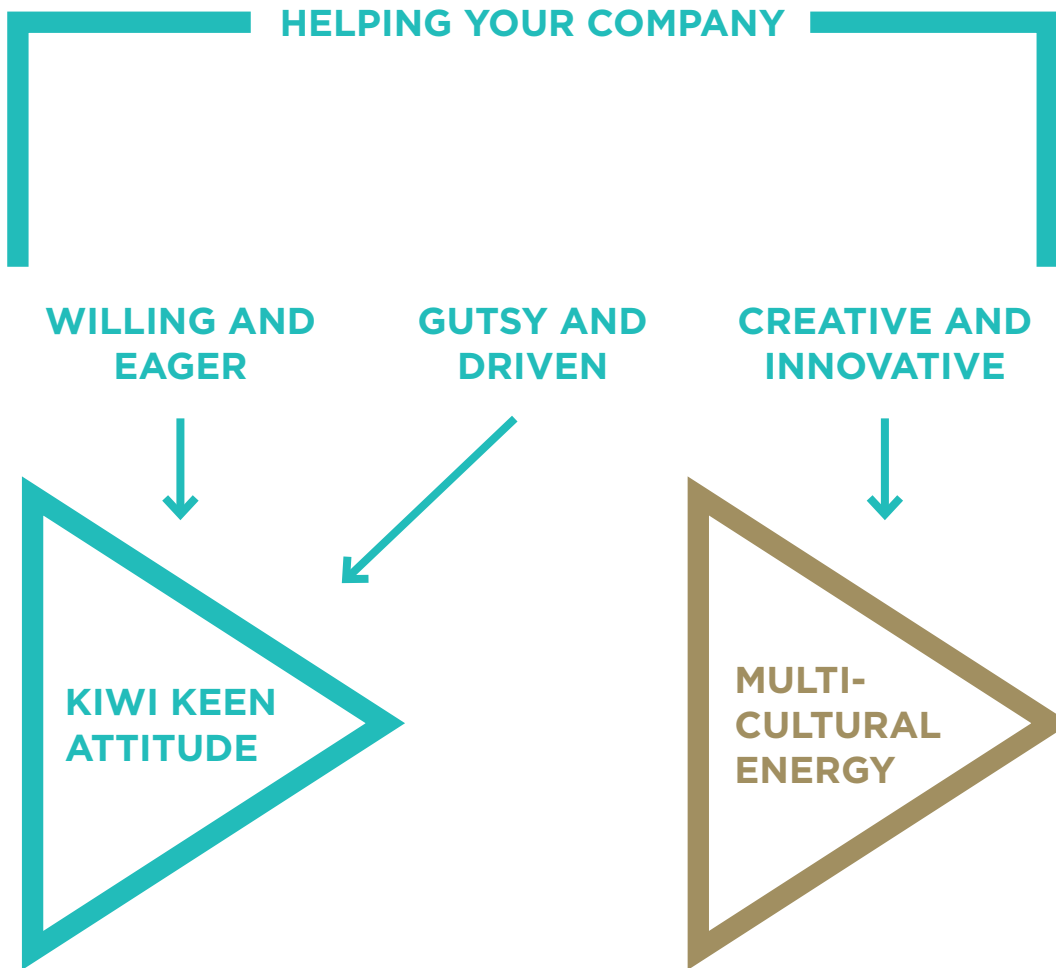 HELPING YOUR COMPANY
WILLING AND
EAGER
GUTSY AND
DRIVEN
CREATIVE AND
INNOVATIVE
KIWI KEEN
ATTITUDE
MULTI-
CULTURAL
ENERGY